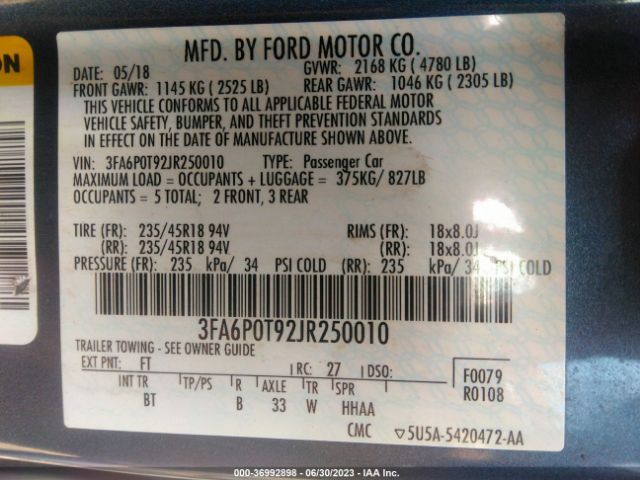 ON
MFD. BY FORD MOTOR CO.
DATE: 05/18 GVWR: 2168 KG ( 4780 LB)
FRONT GAWR: 1145 KG ( 2525 LB) REAR GAWR: 1046 KG ( 2305 LB)
THIS VEHICLE CONFORMS TO ALL APPLICABLE FEDERAL MOTOR
VEHICLE SAFETY, BUMPER, AND THEFT PREVENTION STANDARDS
IN EFFECT ON THE DATE OF MANUFACTURE SHOWN ABOVE.
VIN: 3FA6P0T92JR250010 TYPE: Passenger Car
MAXIMUM LOAD = OCCUPANTS + LUGGAGE = 375KG/ 827LB
OCCUPANTS = 5 TOTAL; 2 FRONT, 3 REAR
TIRE (FR): 235/45R18 94V RIMS (FR): 18x8.0J
(RR): 235/45R18 94V (RR): 18x8.0J
PRESSURE (FR): 235 kPa/ 34 PSI COLD (RR): 235 kPa/ 34 PSI COLD
3FA6P0T92JR250010
TRAILER TOWING - SEE OWNER GUIDE
EXT PNT: FT RC: 27 DSO: F0079
INT TR TP/PS R AXLE TR SPR R0108
BT B 33 W HHAA
CMC ▽5U5A-5420472-AA
000-36992898 - 06/30/2023 - IAA Inc.